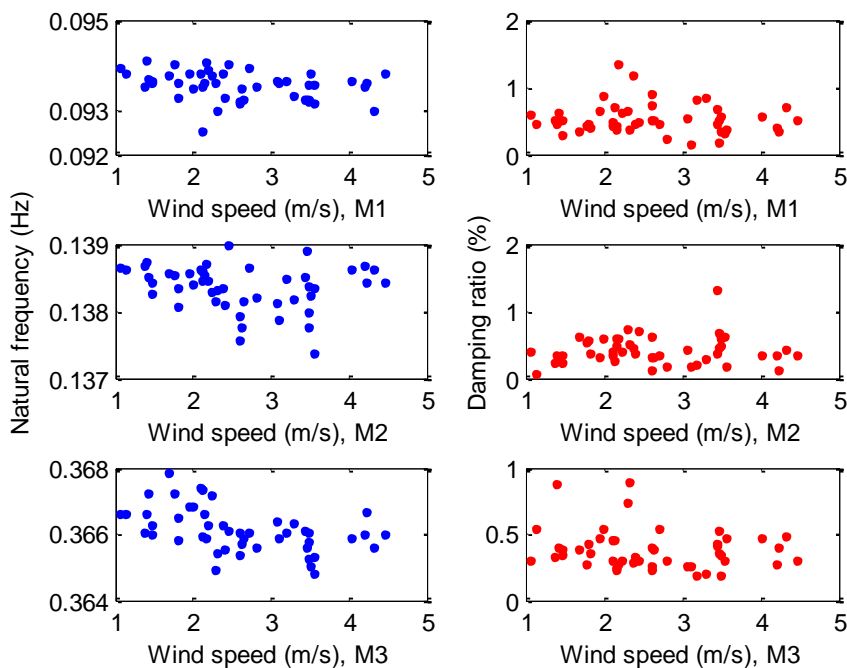 0.095
0.093
0.092
1 2 3 4 5
Wind speed (m/s), M1
2
1
0
1 2 3 4 5
Wind speed (m/s), M1
Natural frequency (Hz)
0.139
0.138
0.137
1 2 3 4 5
Wind speed (m/s), M2
Damping ratio (%)
2
1
0
1 2 3 4 5
Wind speed (m/s), M2
0.368
0.366
0.364
1 2 3 4 5
Wind speed (m/s), M3
1
0.5
0
1 2 3 4 5
Wind speed (m/s), M3